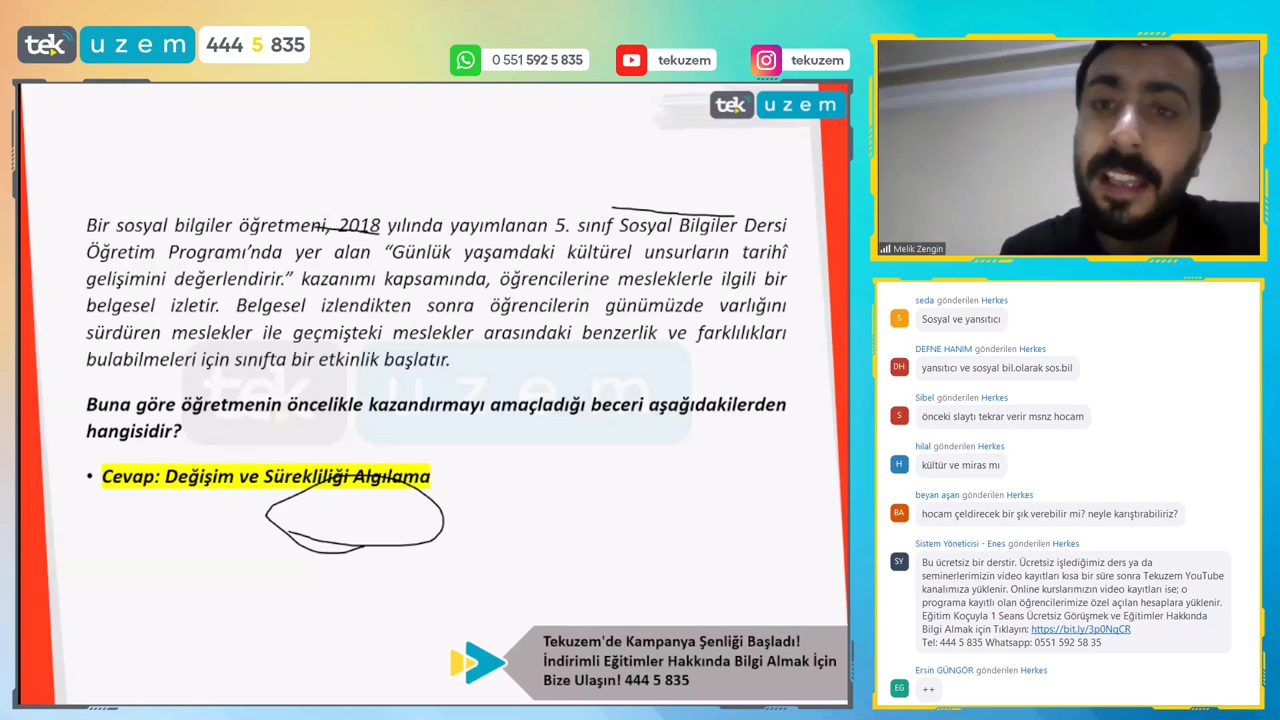 tek uzem 444 5 835
0 551 592 5 835
tekuzem
tekuzem
tek uzem
Bir sosyal bilgiler öğretmeni, 2018 yılında yayımlanan 5. sınıf Sosyal Bilgiler Dersi
Öğretim Programı’nda yer alan “Günlük yaşamdaki kültürel unsurların tarihî
gelişimini değerlendirir.” kazanımı kapsamında, öğrencilerine mesleklerle ilgili bir
belgesel izletir. Belgesel izlendikten sonra öğrencilerin günümüzde varlığını
sürdüren meslekler ile geçmişteki meslekler arasındaki benzerlik ve farklılıkları
bulabilmeleri için sınıfta bir etkinlik başlatır.
Buna göre öğretmenin öncelikle kazandırmayı amaçladığı beceri aşağıdakilerden
hangisidir?
• Cevap: Değişim ve Sürekliliği Algılama
tek uzem
Tekuzem'de Kampanya Şenliği Başladı!
İndirimli Eğitimler Hakkında Bilgi Almak İçin
Bize Ulaşın! 444 5 835
Melik Zengin
seda gönderilen Herkes
S
Sosyal ve yansıtıcı
DEFNE HANIM gönderilen Herkes
DH
yansıtıcı ve sosyal bil.olarak sos.bil
Sibel gönderilen Herkes
S
önceki slaytı tekrar verir msnz hocam
hilal gönderilen Herkes
H
kültür ve miras mı
beyan aşan gönderilen Herkes
BA
hocam çeldirecek bir şık verebilir mi? neyle karıştırabiliriz?
Sistem Yöneticisi - Enes gönderilen Herkes
SY
Bu ücretsiz bir derstir. Ücretsiz işlediğimiz ders ya da
seminerlerimizin video kayıtları kısa bir süre sonra Tekuzem YouTube
kanalımıza yüklenir. Online kurslarımızın video kayıtları ise; o
programa kayıtlı olan öğrencilerimize özel açılan hesaplara yüklenir.
Eğitim Koçuyla 1 Seans Ücretsiz Görüşmek ve Eğitimler Hakkında
Bilgi Almak için Tıklayın: https://bit.ly/3p0NqCR
Tel: 444 5 835 Whatsapp: 0551 592 58 35
Ersin GÜNGÖR gönderilen Herkes
EG
++